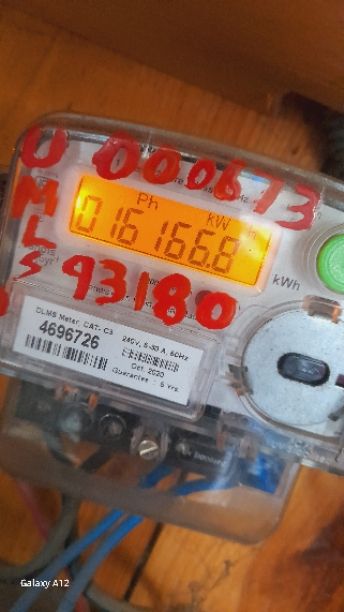 U 000673
M
L
S 93180
Ph kW h
016166.8
kWh
DLMS Meter, CAT- C3
4696726
240V, 5-30 A, 50Hz
Oct, 2020
Guarantee : 5 Yrs.
Galaxy A12